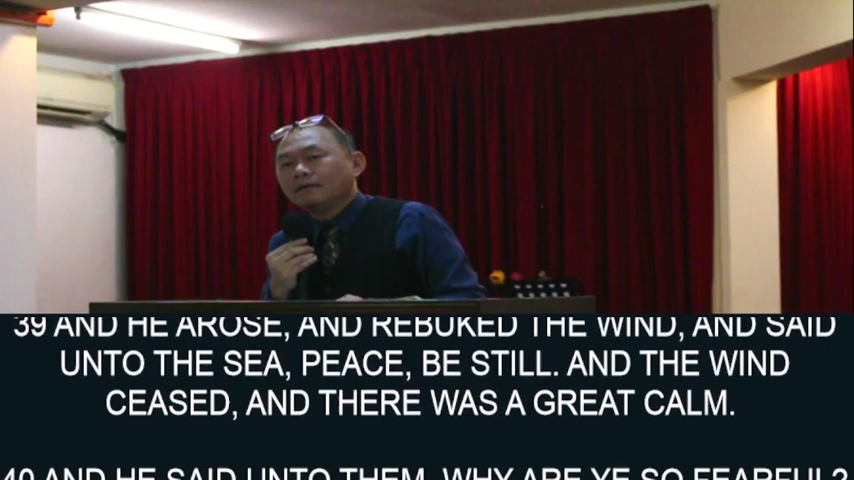 39 AND HE AROSE, AND REBUKED THE WIND, AND SAID
UNTO THE SEA, PEACE, BE STILL. AND THE WIND
CEASED, AND THERE WAS A GREAT CALM.
40 AND HE SAID UNTO THEM, WHY ARE YE SO FEARFUL?